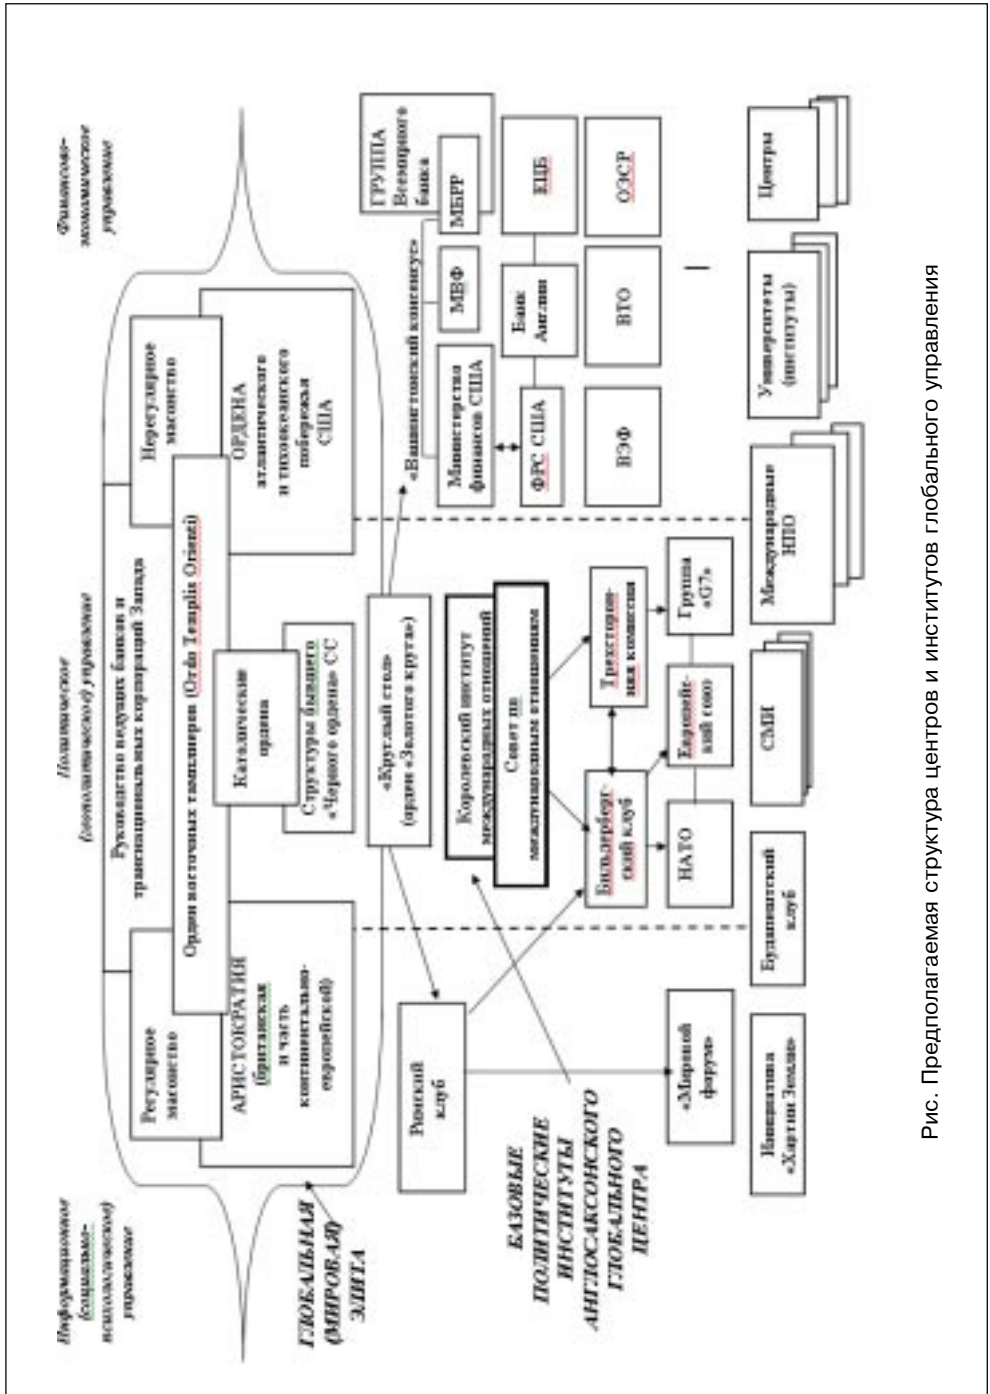 Информационное
(социально-
психологическое)
управление
Политическое
(геополитическое) управление
Финансово-
экономическое
управление
Руководство ведущих банков и
транснациональных корпораций Запада
Регулярное
масонство
Нерегулярное
масонство
Орден восточных тамплиеров (Ordo Templis Orienti)
АРИСТОКРАТИЯ
(британская
и часть
континентально-
европейской)
Католические
ордена
Структуры бывшего
«Черного ордена» СС
ОРДЕНА
атлантического
и тихоокеанского
побережья
США
ГЛОБАЛЬНАЯ
(МИРОВАЯ)
ЭЛИТА
«Круглый стол»
(орден «Золотого круга»)
«Вашингтонский консенсус»
ГРУППА
Всемирного
банка
МБРР
МВФ
Министерство
финансов США
Римский
клуб
Королевский институт
международных отношений
Совет по
международным отношениям
ФРС США
Банк
Англии
ЕЦБ
БАЗОВЫЕ
ПОЛИТИЧЕСКИЕ
ИНСТИТУТЫ
АНГЛОСАКСОНСКОГО
ГЛОБАЛЬНОГО
ЦЕНТРА
Бильдерберг-
ский клуб
Трехсторон-
няя комиссия
ВЭФ
ВТО
ОЭСР
«Мировой
форум»
НАТО
Европейс-
кий союз
Группа
«G7»
Инициатива
«Хартии Земли»
Будапештский
клуб
СМИ
Международные
НПО
Университеты
(институты)
Центры
Рис. Предполагаемая структура центров и институтов глобального управления